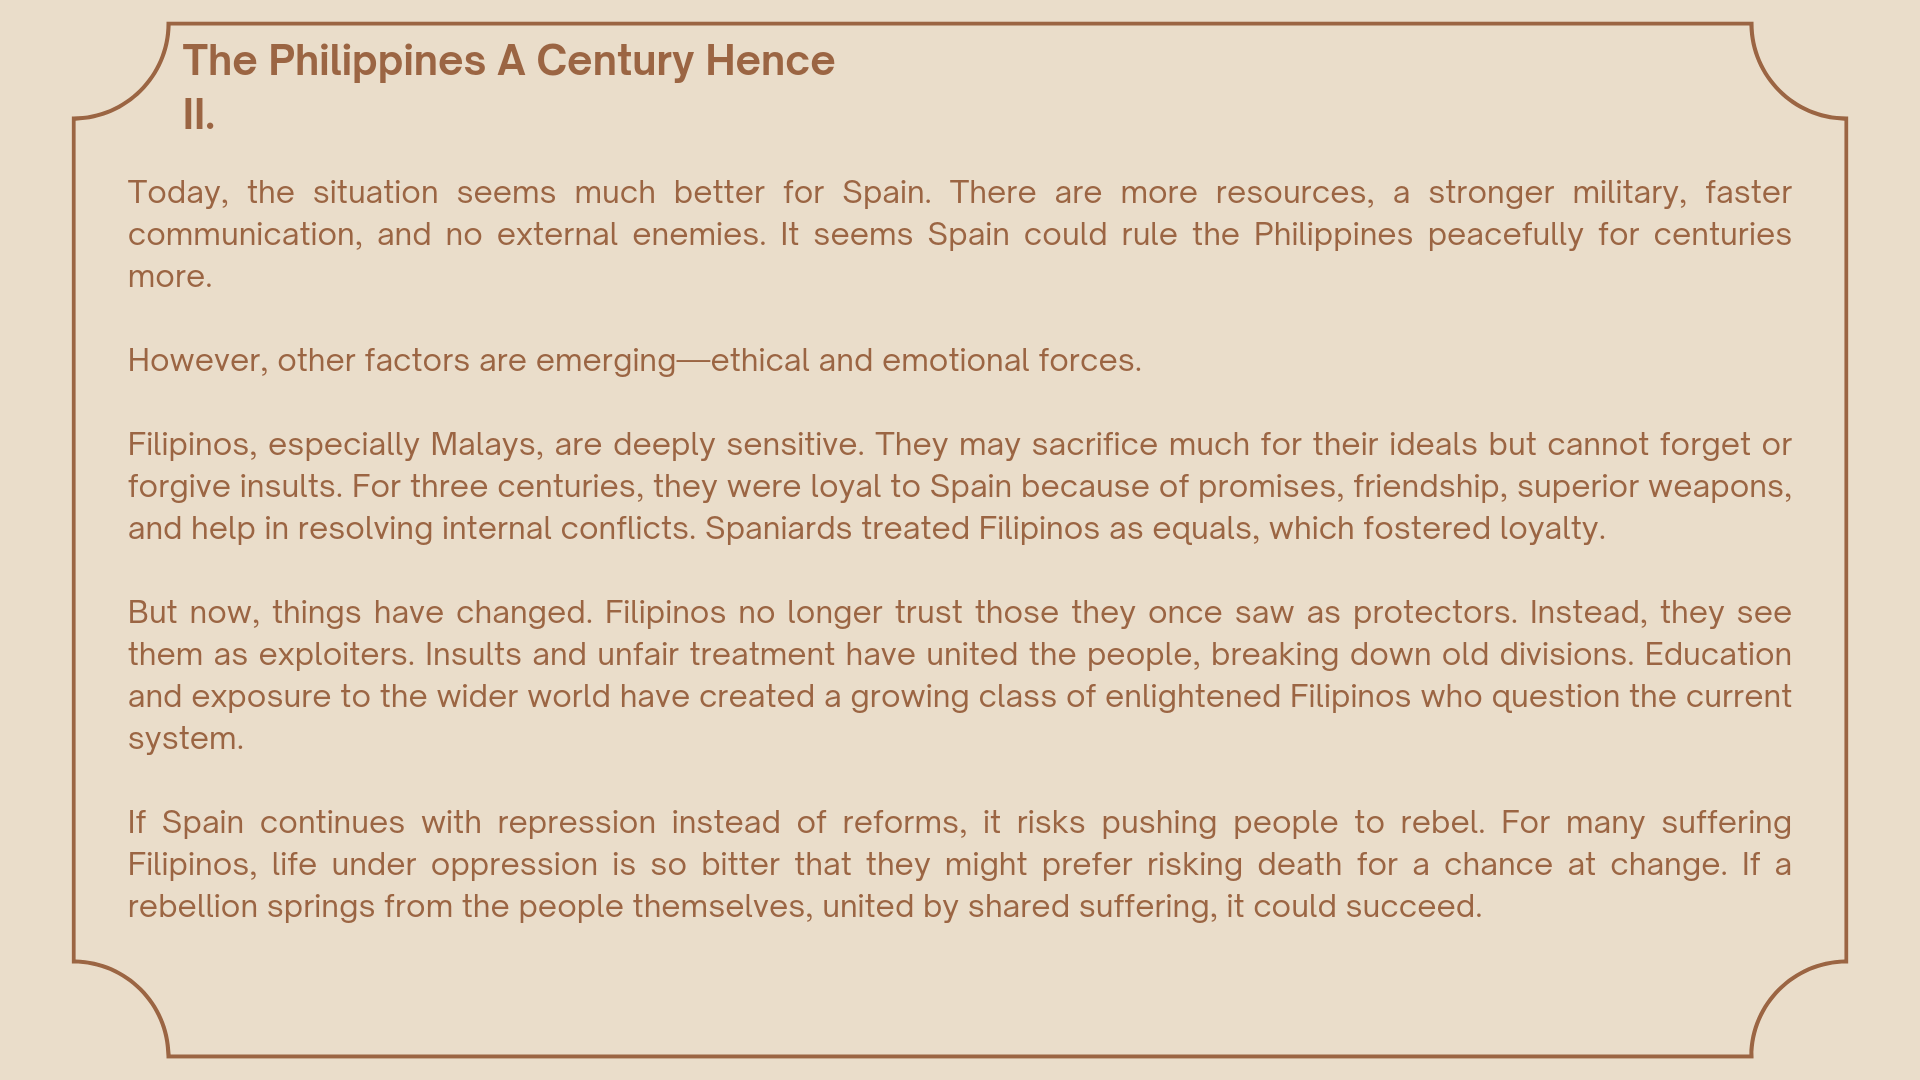 The Philippines A Century Hence
II.
Today, the situation seems much better for Spain. There are more resources, a stronger military, faster
communication, and no external enemies. It seems Spain could rule the Philippines peacefully for centuries
more.
However, other factors are emerging—ethical and emotional forces.
Filipinos, especially Malays, are deeply sensitive. They may sacrifice much for their ideals but cannot forget or
forgive insults. For three centuries, they were loyal to Spain because of promises, friendship, superior weapons,
and help in resolving internal conflicts. Spaniards treated Filipinos as equals, which fostered loyalty.
But now, things have changed. Filipinos no longer trust those they once saw as protectors. Instead, they see
them as exploiters. Insults and unfair treatment have united the people, breaking down old divisions. Education
and exposure to the wider world have created a growing class of enlightened Filipinos who question the current
system.
If Spain continues with repression instead of reforms, it risks pushing people to rebel. For many suffering
Filipinos, life under oppression is so bitter that they might prefer risking death for a chance at change. If a
rebellion springs from the people themselves, united by shared suffering, it could succeed.